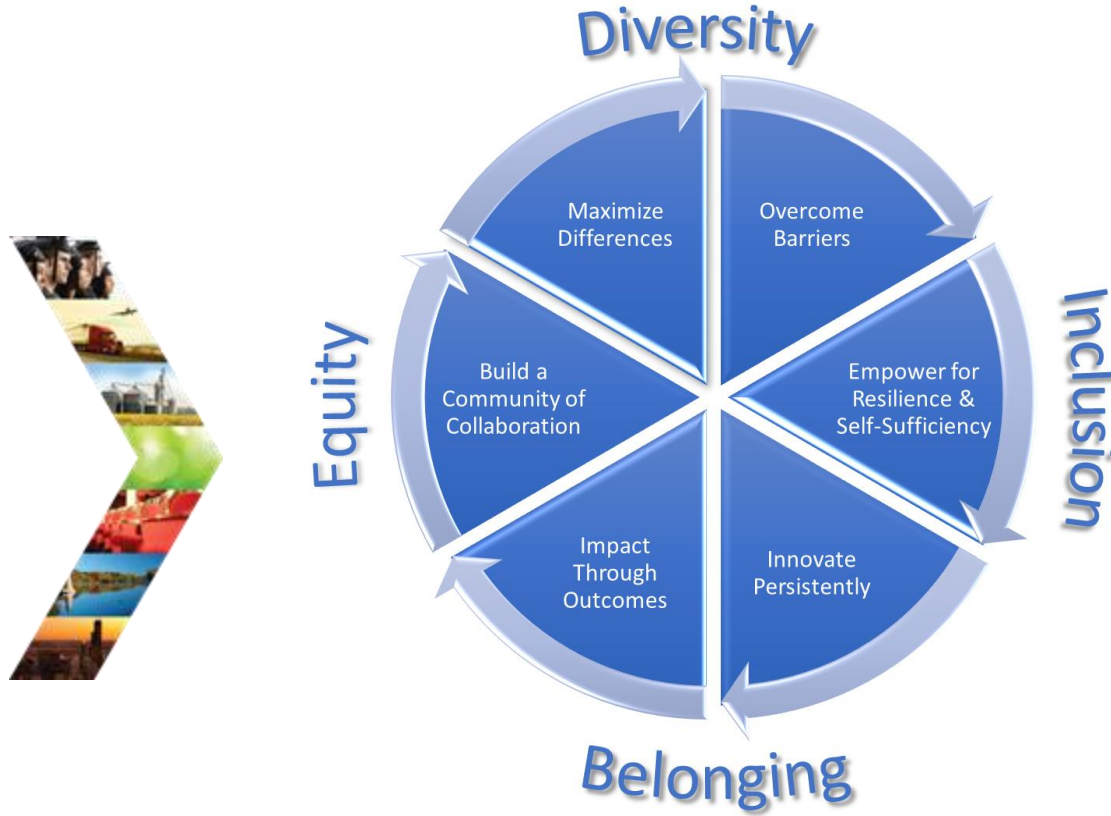 Diversity
Maximize
Differences
Overcome
Barriers
Equity
Build a
Community of
Collaboration
Empower for
Resilience &
Self-Sufficiency
Inclusion
Impact
Through
Outcomes
Innovate
Persistently
Belonging